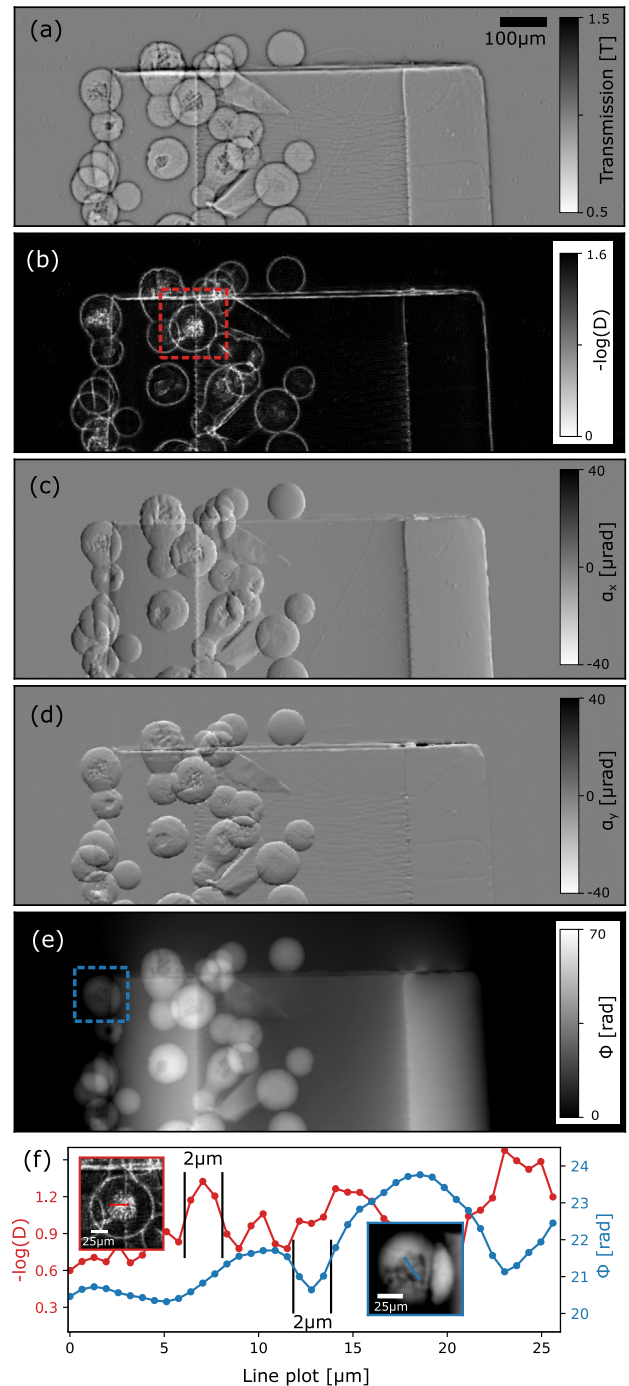 (a)
100µm
1.5
Transmission [T]
0.5
(b)
1.6
-log(D)
0
(c)
40
0
αx [µrad]
-40
(d)
40
0
αy [µrad]
-40
(e)
70
Φ [rad]
0
(f)
2µm
24
1.2
23
0.9
22
-log(D)
Φ [rad]
25µm
0.6
21
25µm
0.3
20
2µm
0 5 10 15 20 25
Line plot [µm]